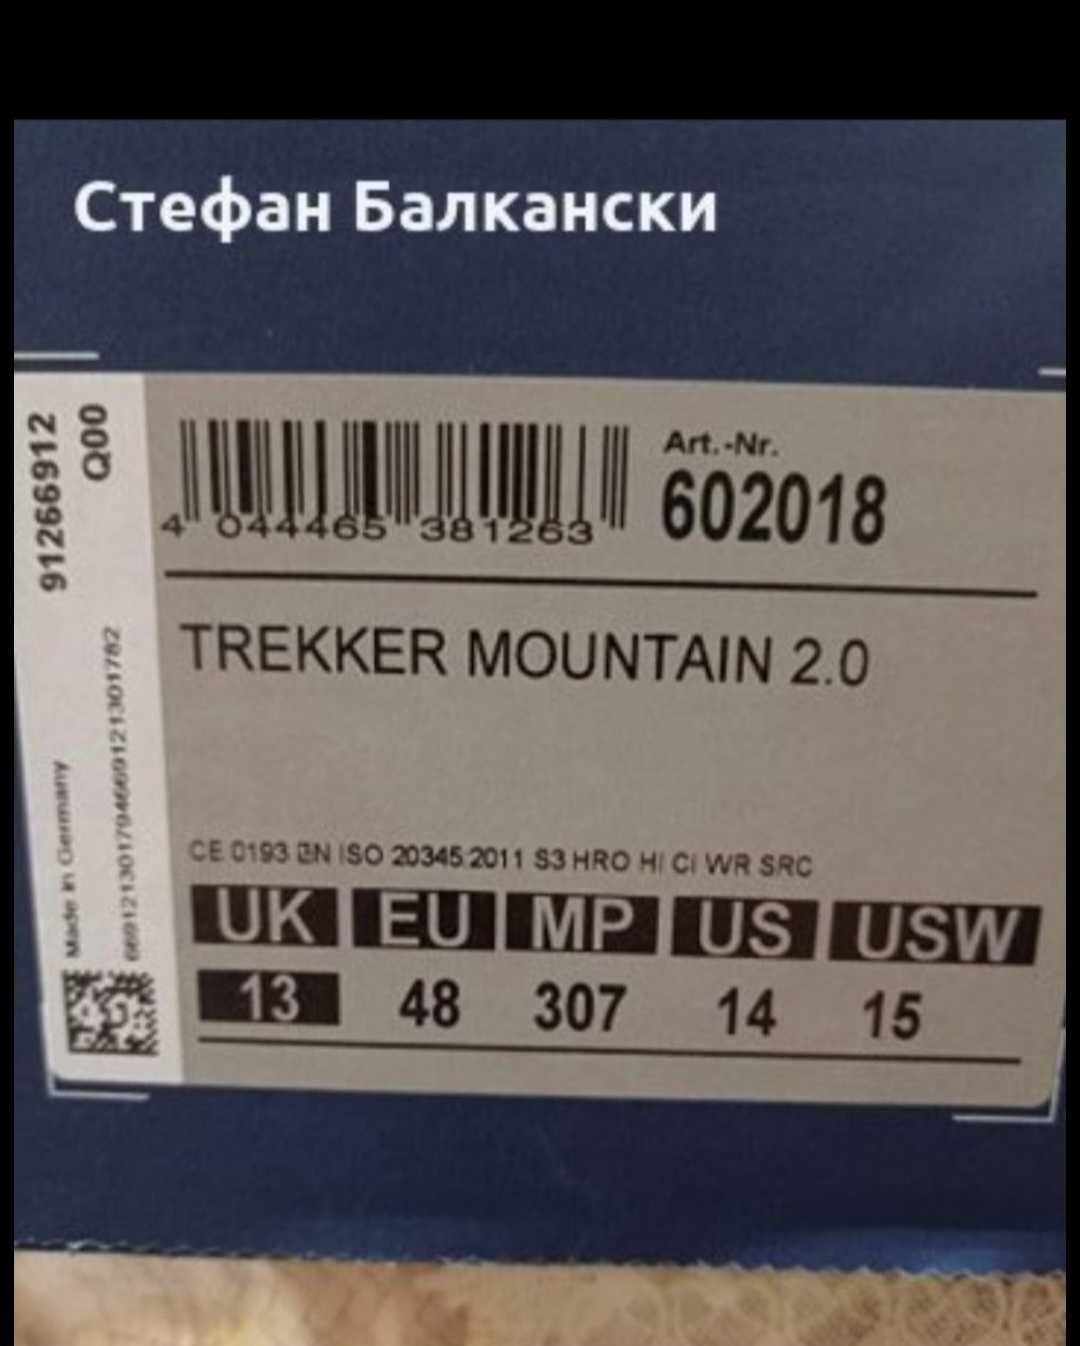 Стефан Балкански
91266912
Q00
Made in Germany
4 044465 381263
Art.-Nr.
602018
TREKKER MOUNTAIN 2.0
CE 0193 EN ISO 20345:2011 S3 HRO HI CI WR SRC
UK EU MP US USW
13 48 307 14 15